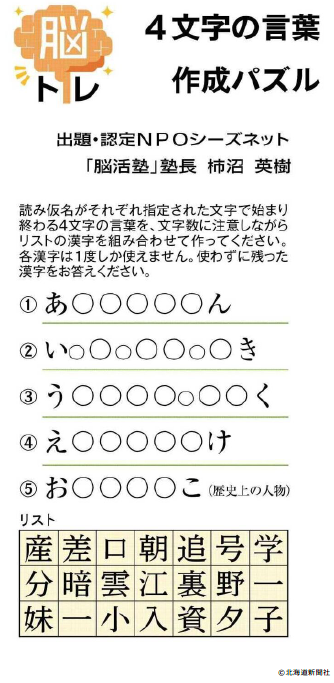 脳
トレ
4文字の言葉
作成パズル
出題・認定NPOシーズネット
「脳活塾」塾長 柿沼 英樹
読み仮名がそれぞれ指定された文字で始まり
終わる4文字の言葉を、文字数に注意しながら
リストの漢字を組み合わせて作ってください。
各漢字は1度しか使えません。使わずに残った
漢字をお答えください。
① あ○○○○○ん
② い○○○○○○○き
③ う○○○○○○○く
④ え○○○○○け
⑤ お○○○○こ(歴史上の人物)
リスト
産 差 口 朝 追 号 学
分 暗 雲 江 裏 野 一
妹 一 小 入 資 夕 子
©北海道新聞社